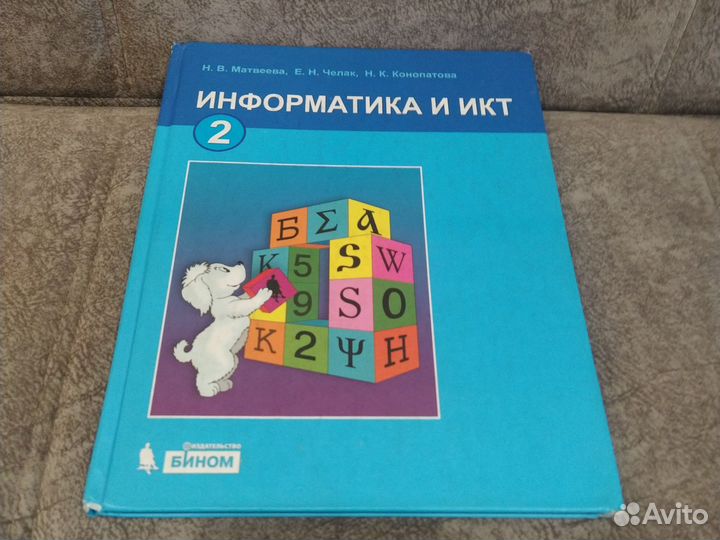 Н. В. Матвеева, Е. Н. Челак, Н. К. Конопатова
ИНФОРМАТИКА И ИКТ
2
Б Σ A
K 5 S W
9 S O
K 2 Ψ H
ИЗДАТЕЛЬСТВО
БИНОМ
Avito